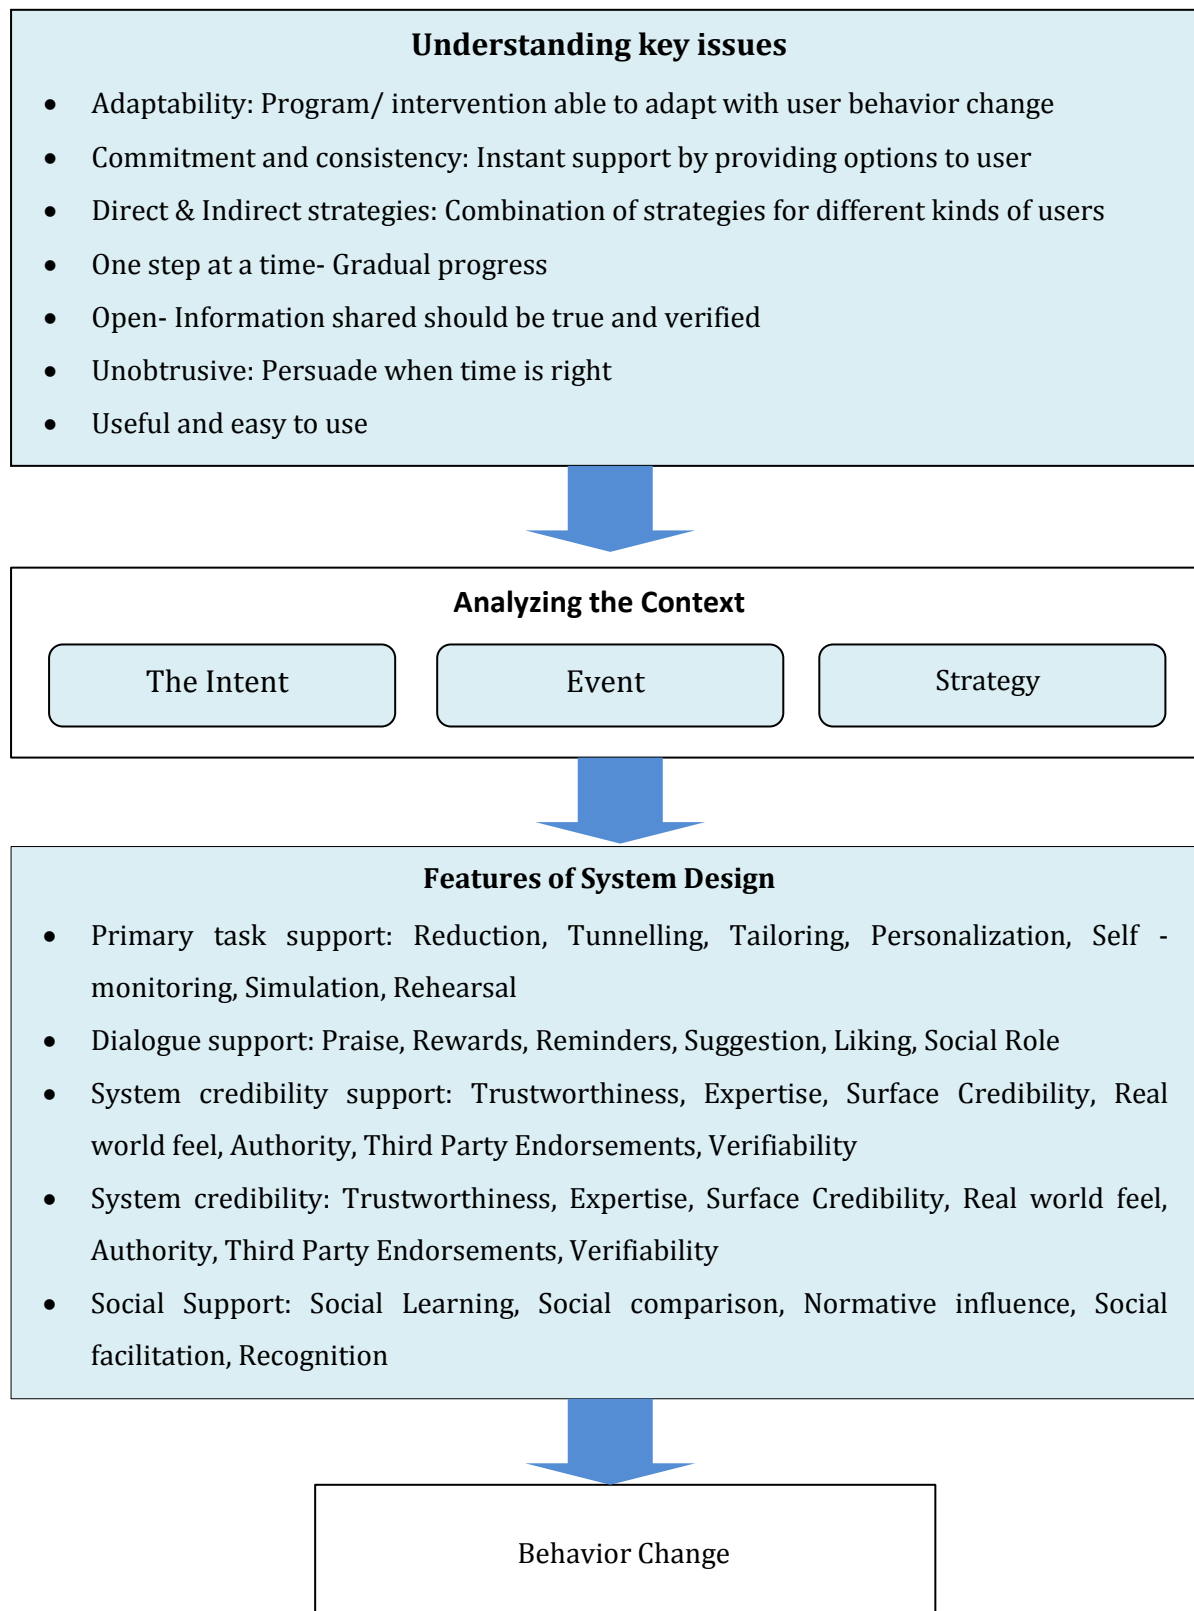 Understanding key issues
• Adaptability: Program/ intervention able to adapt with user behavior change
• Commitment and consistency: Instant support by providing options to user
• Direct & Indirect strategies: Combination of strategies for different kinds of users
• One step at a time- Gradual progress
• Open- Information shared should be true and verified
• Unobtrusive: Persuade when time is right
• Useful and easy to use
Analyzing the Context
The Intent
Event
Strategy
Features of System Design
• Primary task support: Reduction, Tunnelling, Tailoring, Personalization, Self -
monitoring, Simulation, Rehearsal
• Dialogue support: Praise, Rewards, Reminders, Suggestion, Liking, Social Role
• System credibility support: Trustworthiness, Expertise, Surface Credibility, Real
world feel, Authority, Third Party Endorsements, Verifiability
• System credibility: Trustworthiness, Expertise, Surface Credibility, Real world feel,
Authority, Third Party Endorsements, Verifiability
• Social Support: Social Learning, Social comparison, Normative influence, Social
facilitation, Recognition
Behavior Change